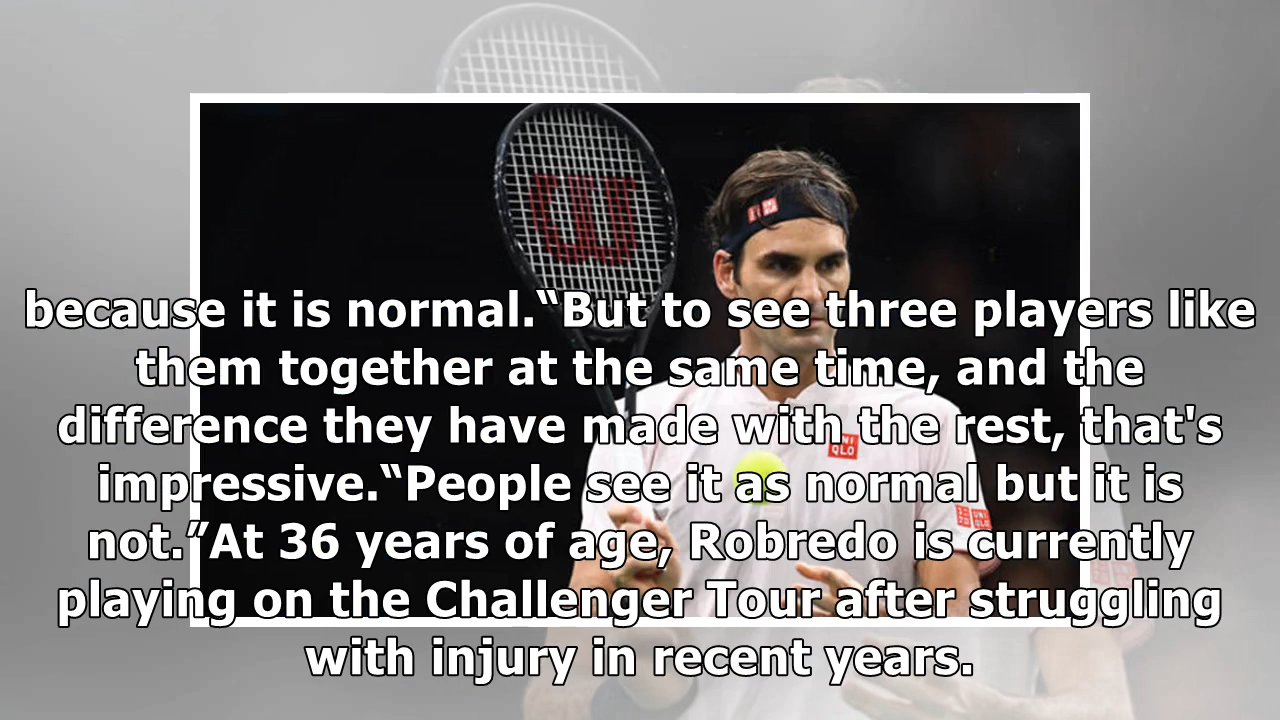 because it is normal.“But to see three players like
them together at the same time, and the
difference they have made with the rest, that's
impressive.“People see it as normal but it is
not.”At 36 years of age, Robredo is currently
playing on the Challenger Tour after struggling
with injury in recent years.
W
UNI
QLO